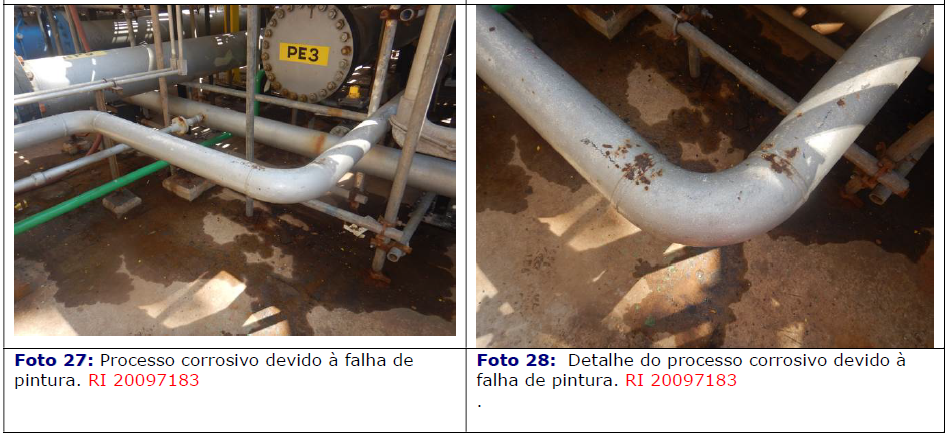 PE3
Foto 27: Processo corrosivo devido à falha de
pintura. RI 20097183
Foto 28:  Detalhe do processo corrosivo devido à
falha de pintura. RI 20097183
.